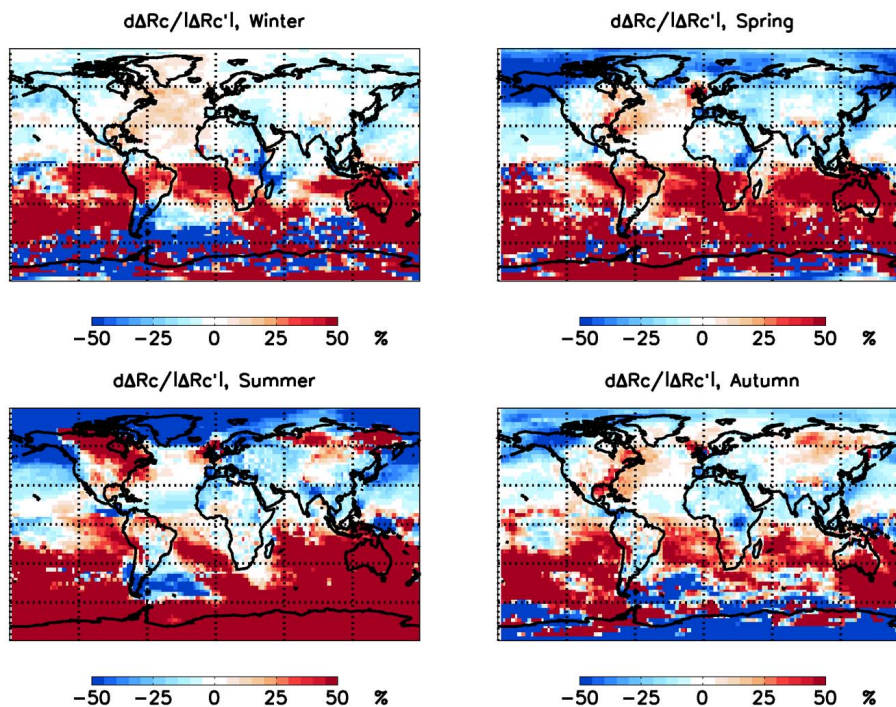 dΔRc/|ΔRc'|, Winter
dΔRc/|ΔRc'|, Spring
−50 −25 0 25 50 %
−50 −25 0 25 50 %
dΔRc/|ΔRc'|, Summer
dΔRc/|ΔRc'|, Autumn
−50 −25 0 25 50 %
−50 −25 0 25 50 %